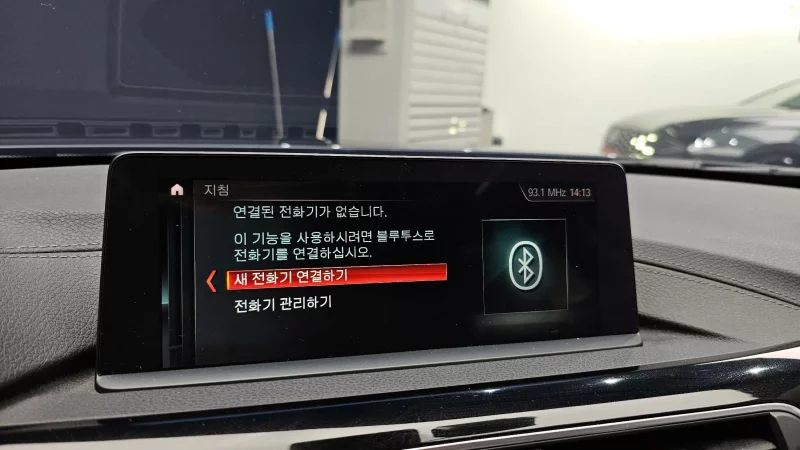 지침
93.1 MHz 14:13
연결된 전화기가 없습니다.
이 기능을 사용하시려면 블루투스로
전화기를 연결하십시오.
새 전화기 연결하기
전화기 관리하기